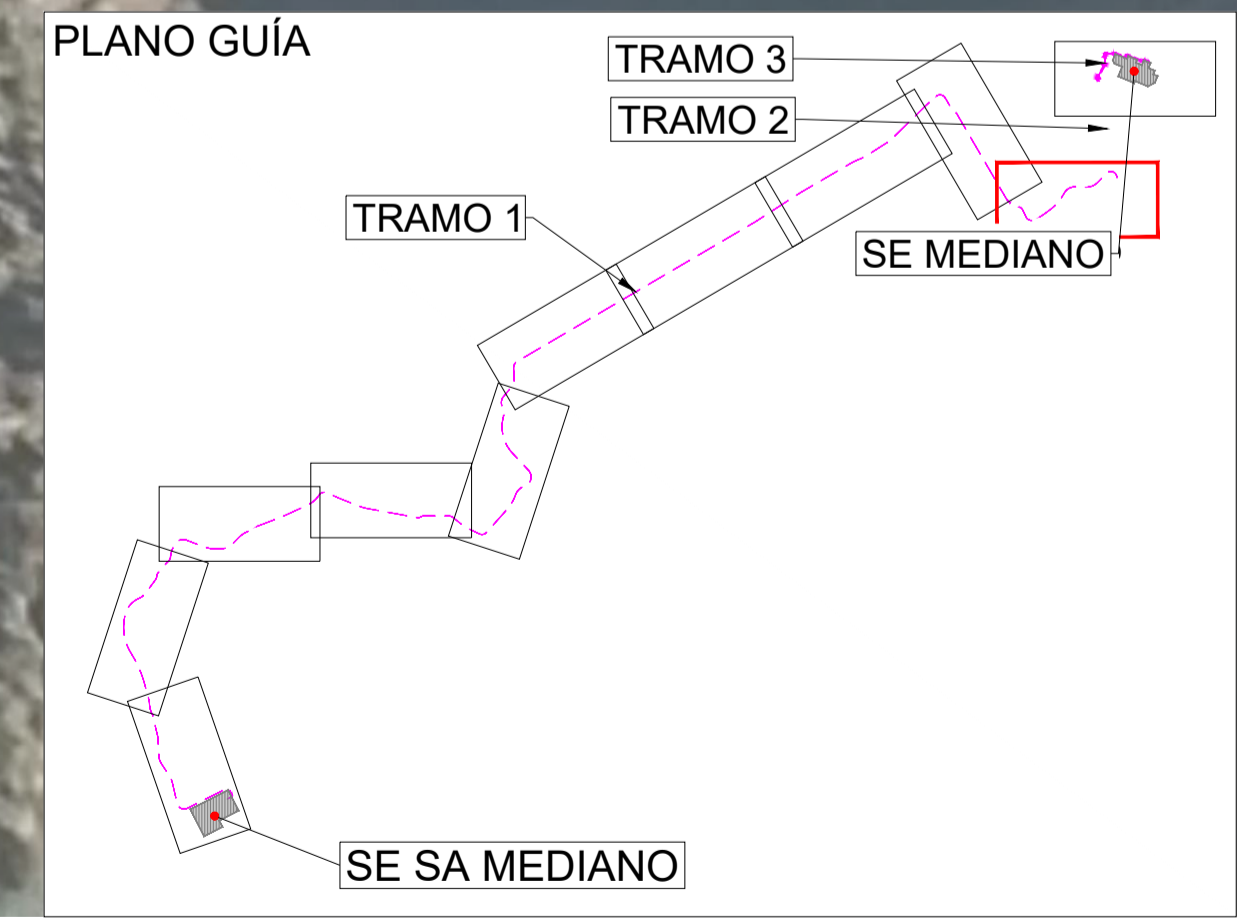 PLANO GUÍA
TRAMO 3
TRAMO 2
TRAMO 1
SE MEDIANO
SE SA MEDIANO